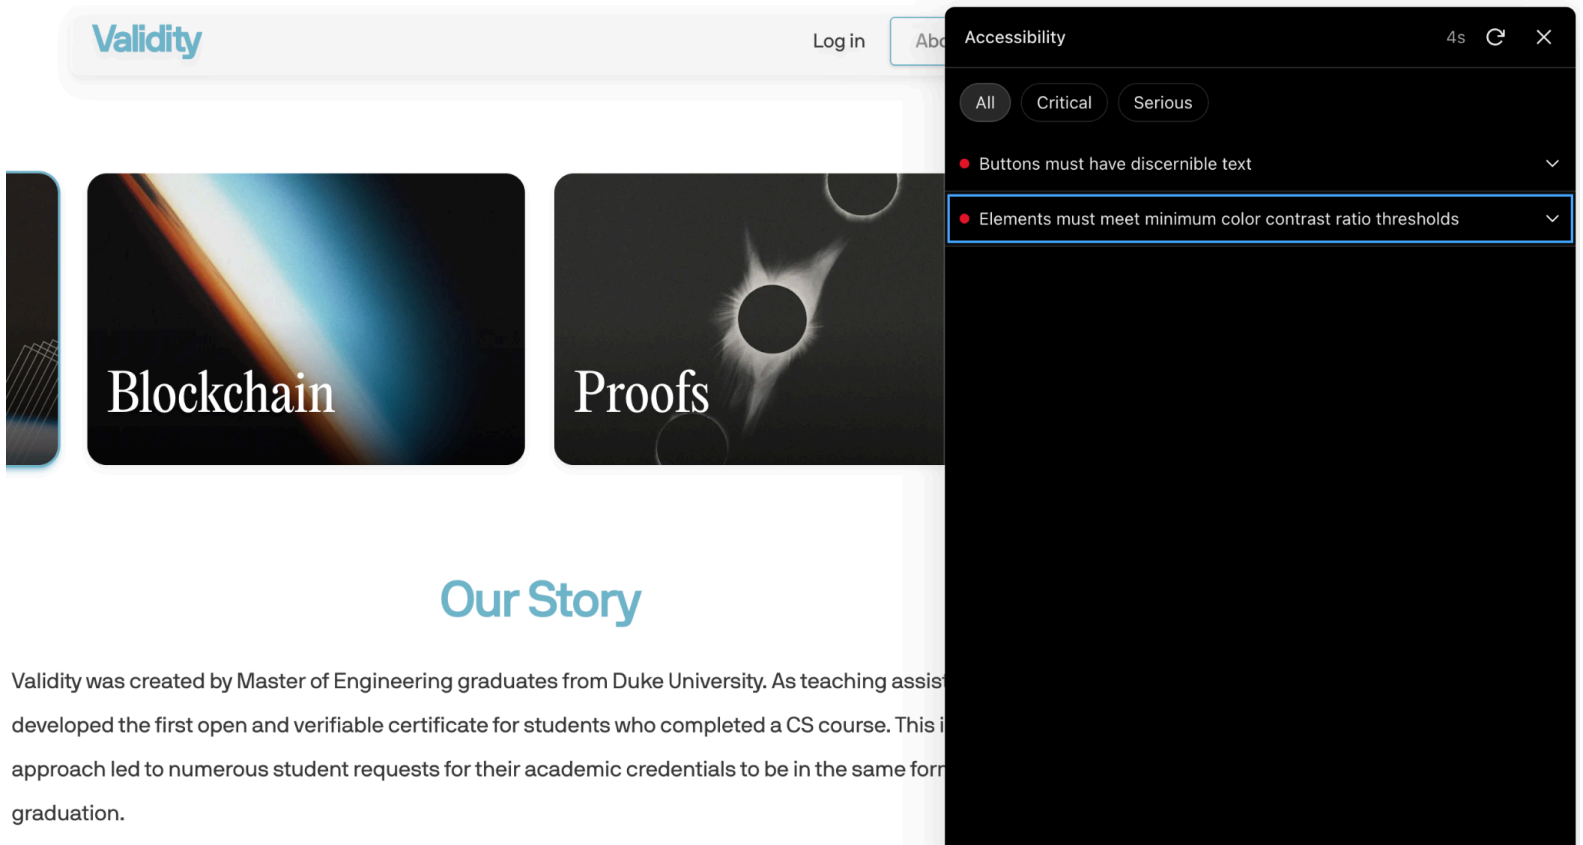 Validity
Log in
Accessibility
4s
All
Critical
Serious
Buttons must have discernible text
Elements must meet minimum color contrast ratio thresholds
Blockchain
Proofs
Our Story
Validity was created by Master of Engineering graduates from Duke University. As teaching
developed the first open and verifiable certificate for students who completed a CS course. This
approach led to numerous student requests for their academic credentials to be in the same
graduation.